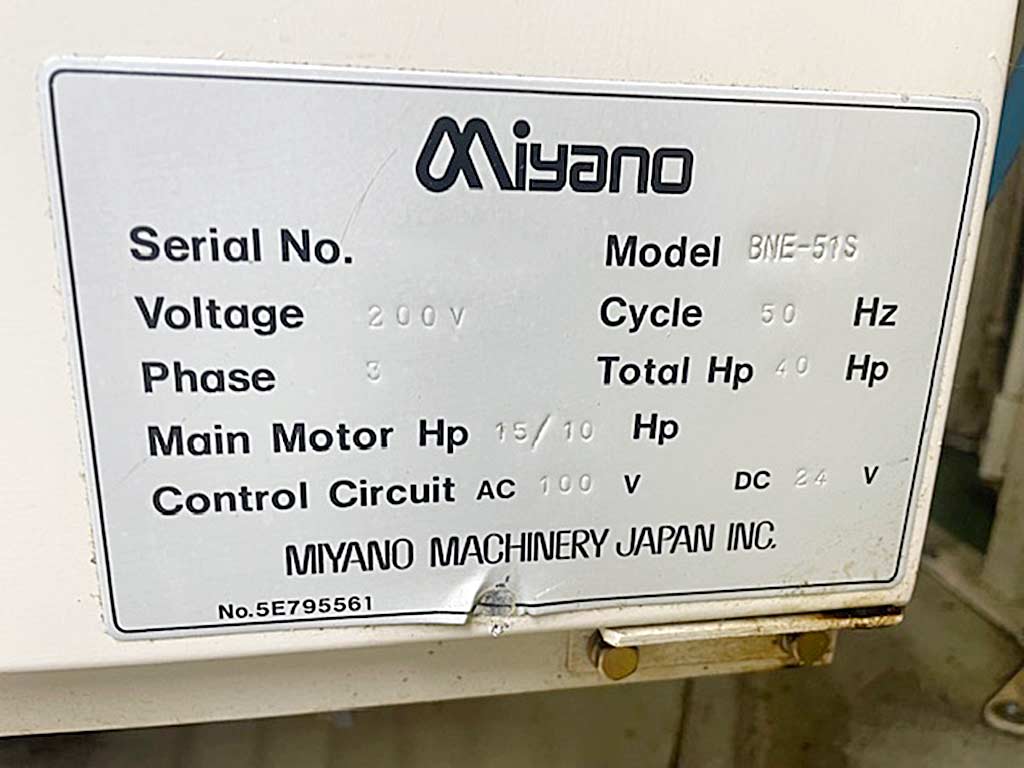 Miyano
Serial No. Model BNE-51S
Voltage 200V Cycle 50 Hz
Phase 3 Total Hp 40 Hp
Main Motor Hp 15/10 Hp
Control Circuit AC 100 V DC 24 V
MIYANO MACHINERY JAPAN INC.
No.5E795561